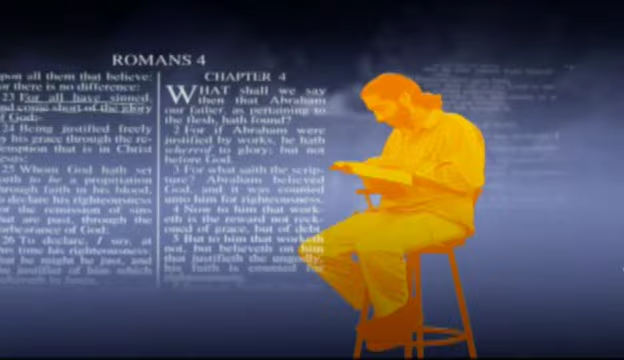 ROMANS 4
upon all them that believe:
for there is no difference:
23 For all have sinned,
and come short of the glory
of God;
24 Being justified freely
by his grace through the re-
demption that is in Christ
Jesus:
25 Whom God hath set
forth to be a propitiation
through faith in his blood,
to declare his righteousness
for the remission of sins
that are past, through the
forbearance of God;
26 To declare, I say, at
this time his righteousness:
that he might be just, and
the justifier of him which
CHAPTER 4
WHAT shall we say
then that Abraham
our father, as pertaining to
the flesh, hath found?
2 For if Abraham were
justified by works, he hath
whereof to glory; but not
before God.
3 For what saith the scrip-
ture? Abraham believed
God, and it was counted
unto him for righteousness.
4 Now to him that work-
eth is the reward not reck-
oned of grace, but of debt.
5 But to him that worketh
not, but believeth on him
that justifieth the ungodly,
his faith is counted for